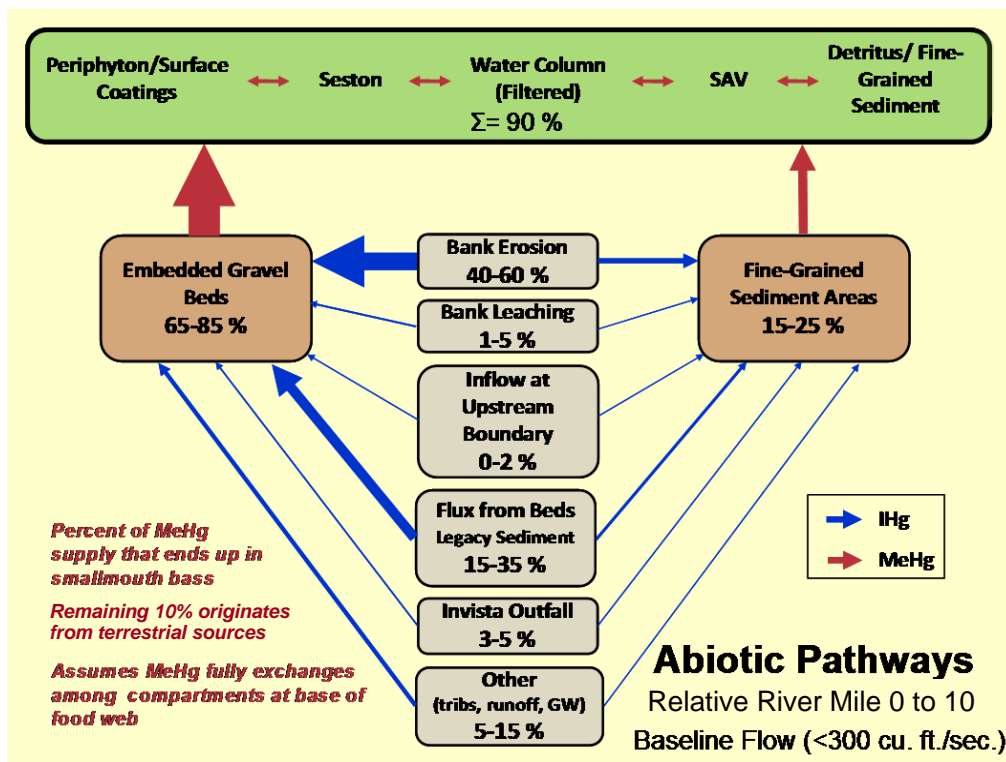 Periphyton/Surface
Coatings
Seston
Water Column
(Filtered)
Σ= 90 %
SAV
Detritus/ Fine-
Grained
Sediment
Embedded Gravel
Beds
65-85 %
Bank Erosion
40-60 %
Fine-Grained
Sediment Areas
15-25 %
Bank Leaching
1-5 %
Inflow at
Upstream
Boundary
0-2 %
Flux from Beds
Legacy Sediment
15-35 %
IHg
MeHg
Percent of MeHg
supply that ends up in
smallmouth bass
Remaining 10% originates
from terrestrial sources
Assumes MeHg fully exchanges
among compartments at base of
food web
Invista Outfall
3-5 %
Other
(tribs, runoff, GW)
5-15 %
Abiotic Pathways
Relative River Mile 0 to 10
Baseline Flow (<300 cu. ft./sec.)